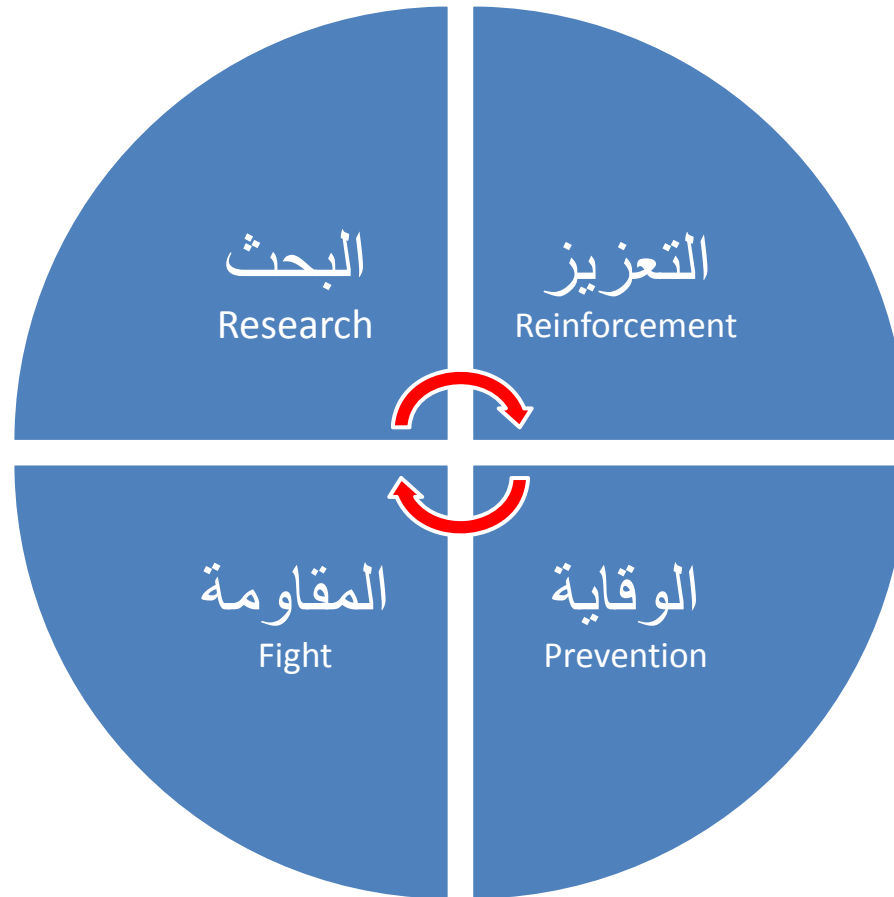 البحث
Research
التعزيز
Reinforcement
المقاومة
Fight
الوقاية
Prevention